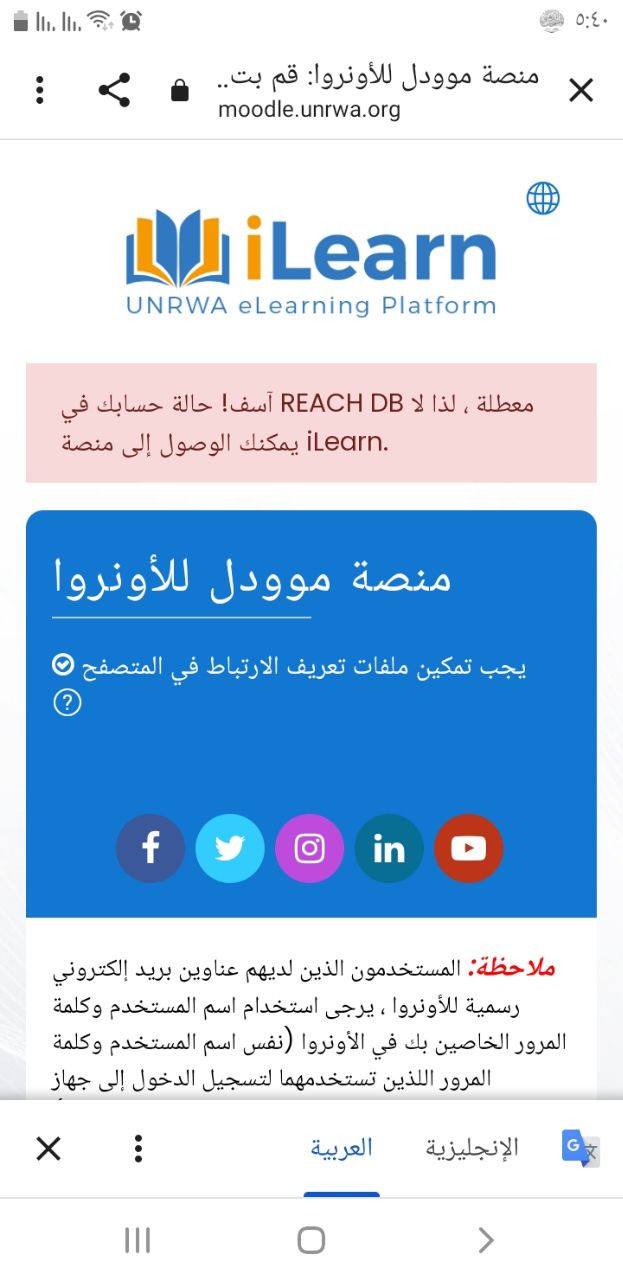 ٥:٤٠
منصة موودل للأونروا: قم بت..
moodle.unrwa.org
iLearn
UNRWA eLearning Platform
آسف! حالة حسابك في REACH DB معطلة ، لذا لا
يمكنك الوصول إلى منصة iLearn.
منصة موودل للأونروا
يجب تمكين ملفات تعريف الارتباط في المتصفح
?
f
in
ملاحظة: المستخدمون الذين لديهم عناوين بريد إلكتروني
رسمية للأونروا ، يرجى استخدام اسم المستخدم وكلمة
المرور الخاصين بك في الأونروا (نفس اسم المستخدم وكلمة
المرور اللذين تستخدمهما لتسجيل الدخول إلى جهاز
العربية
الإنجليزية
G